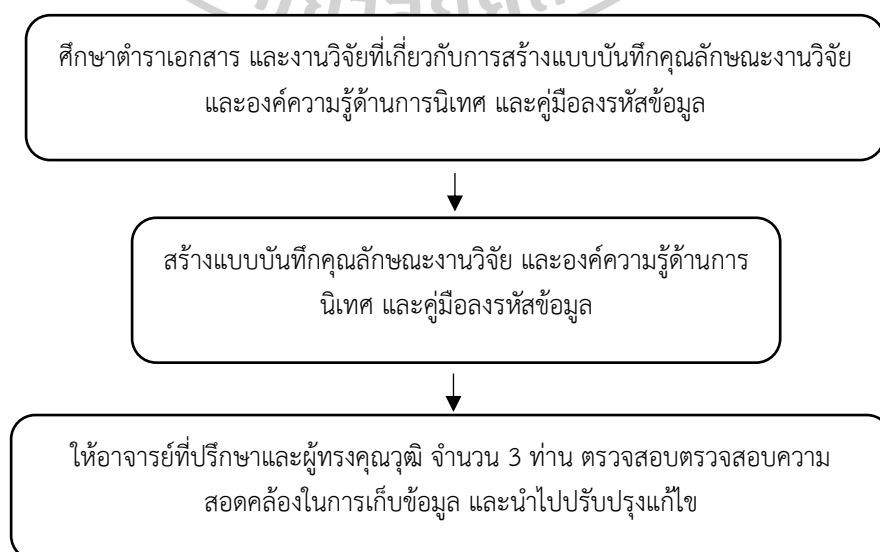 ศึกษาตำราเอกสาร และงานวิจัยที่เกี่ยวกับการสร้างแบบบันทึกคุณลักษณะงานวิจัย
และองค์ความรู้ด้านการนิเทศ และคู่มือลงรหัสข้อมูล
สร้างแบบบันทึกคุณลักษณะงานวิจัย และองค์ความรู้ด้านการ
นิเทศ และคู่มือลงรหัสข้อมูล
ให้อาจารย์ที่ปรึกษาและผู้ทรงคุณวุฒิ จำนวน 3 ท่าน ตรวจสอบตรวจสอบความ
สอดคล้องในการเก็บข้อมูล และนำไปปรับปรุงแก้ไข